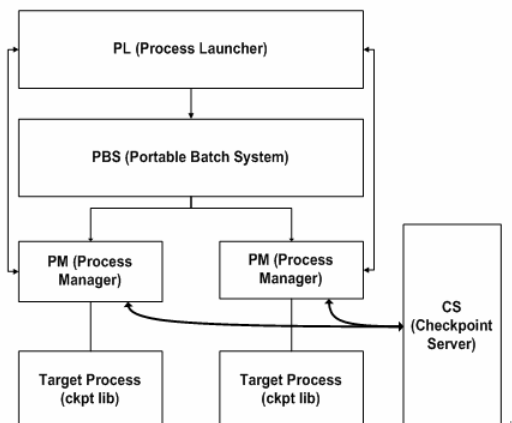 PL (Process Launcher)
PBS (Portable Batch System)
PM (Process
Manager)
PM (Process
Manager)
CS
(Checkpoint
Server)
Target Process
(ckpt lib)
Target Process
(ckpt lib)